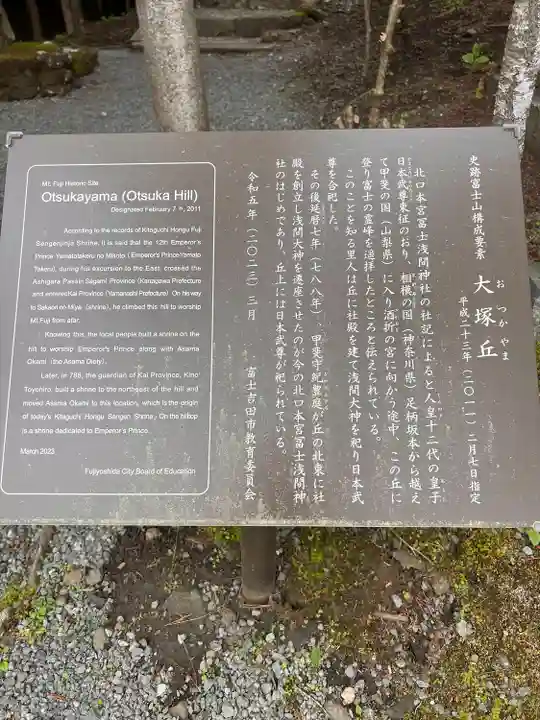 Mt. Fuji Historic Site
Otsukayama (Otsuka Hill)
Designated February 7th, 2011
According to the records of Kitaguchi Hongu Fuji
Sengenjinja Shrine, it is said that the 12th Emperor's
Prince Yamatotakeru no Mikoto ( Emperor's Prince Yamato
Takeru), during his excursion to the East, crossed the
Ashigara Pass in Sagami Province (Kanagawa Prefecture
and entered Kai Province (Yamanashi Prefecture) On his way
to Sakaori no Miya (shrine), he climbed this hill to worship
Mt.Fuji from afar.
Knowing this, the local people built a shrine on the
hill to worship Emperor's Prince along with Asama
Okami (the Asama Diety).
Later, in 788, the guardian of Kai Province, Kino
Toyohiro, built a shrine to the northeast of the hill and
moved Asama Okami to this location, which is the origin
of today's Kitaguchi Hongu Sengen Shrine. On the hilltop
is a shrine dedicated to Emperor's Prince.
March 2023
Fujiyoshida City Board of Education
史跡富士山構成要素
大塚丘
おつかやま
平成二十三年(二〇一一)二月七日指定
北口本宮冨士浅間神社の社記によると人皇十二代の皇子
日本武尊東征のおり、相模の国(神奈川県)足柄坂本から越え
て甲斐の国(山梨県)に入り酒折の宮に向かう途中、この丘に
登り富士の霊峰を遥拝したところと伝えられている。
このことを知る里人は丘に社殿を建て浅間大神を祀り日本武
尊を合祀した。
その後延暦七年(七八八年)、甲斐守紀豊庭が丘の北東に社
殿を創立し浅間大神を遷座させたのが今の北口本宮冨士浅間神
社のはじめであり、丘上には日本武尊が祀られている。
令和五年(二〇二三)三月
富士吉田市教育委員会